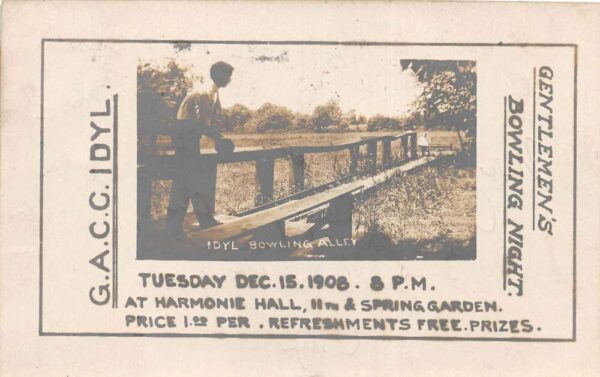 G.A.C.C. IDYL.
IDYL BOWLING ALLEY
GENTLEMEN'S
BOWLING NIGHT.
TUESDAY DEC. 15. 1908. 8 P.M.
AT HARMONIE HALL, 11TH & SPRING GARDEN.
PRICE 1.00 PER. REFRESHMENTS FREE. PRIZES.